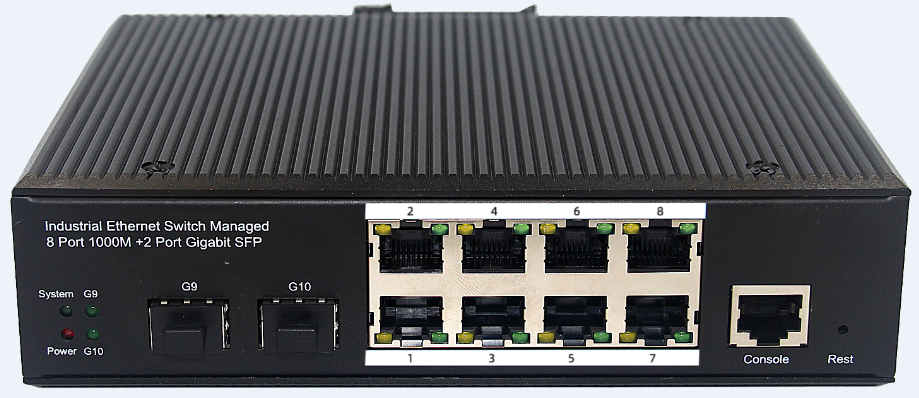 2 4 6 8
Industrial Ethernet Switch Managed
8 Port 1000M +2 Port Gigabit SFP
System G9
Power G10
G9 G10
1 3 5 7
Console Rest